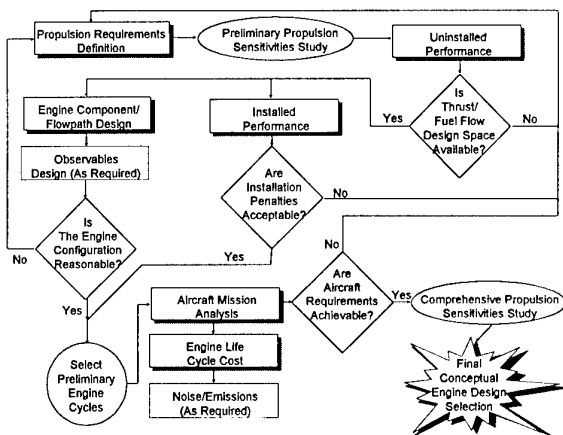 Propulsion Requirements
Definition
Preliminary Propulsion
Sensitivities Study
Uninstalled
Performance
Is
Thrust/
Fuel Flow
Design Space
Available?
Yes
No
Engine Component/
Flowpath Design
Installed
Performance
Observables
Design (As Required)
Are
Installation
Penalties
Acceptable?
No
Is
The Engine
Configuration
Reasonable?
No
Yes
Yes
No
Are
Aircraft
Requirements
Achievable?
Yes
Aircraft Mission
Analysis
Comprehensive Propulsion
Sensitivities Study
Engine Life
Cycle Cost
Select
Preliminary
Engine
Cycles
Noise/Emissions
(As Required)
Final
Conceptual
Engine Design
Selection